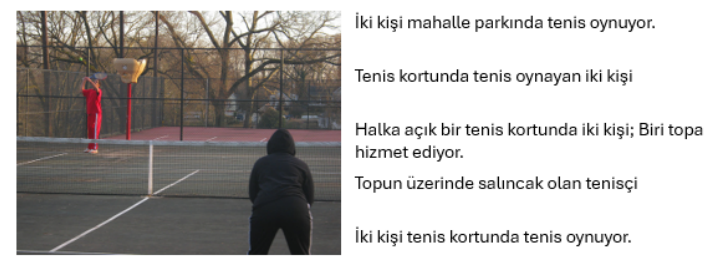 İki kişi mahalle parkında tenis oynuyor.
Tenis kortunda tenis oynayan iki kişi
Halka açık bir tenis kortunda iki kişi; Biri topa
hizmet ediyor.
Topun üzerinde salıncak olan tenisçi
İki kişi tenis kortunda tenis oynuyor.